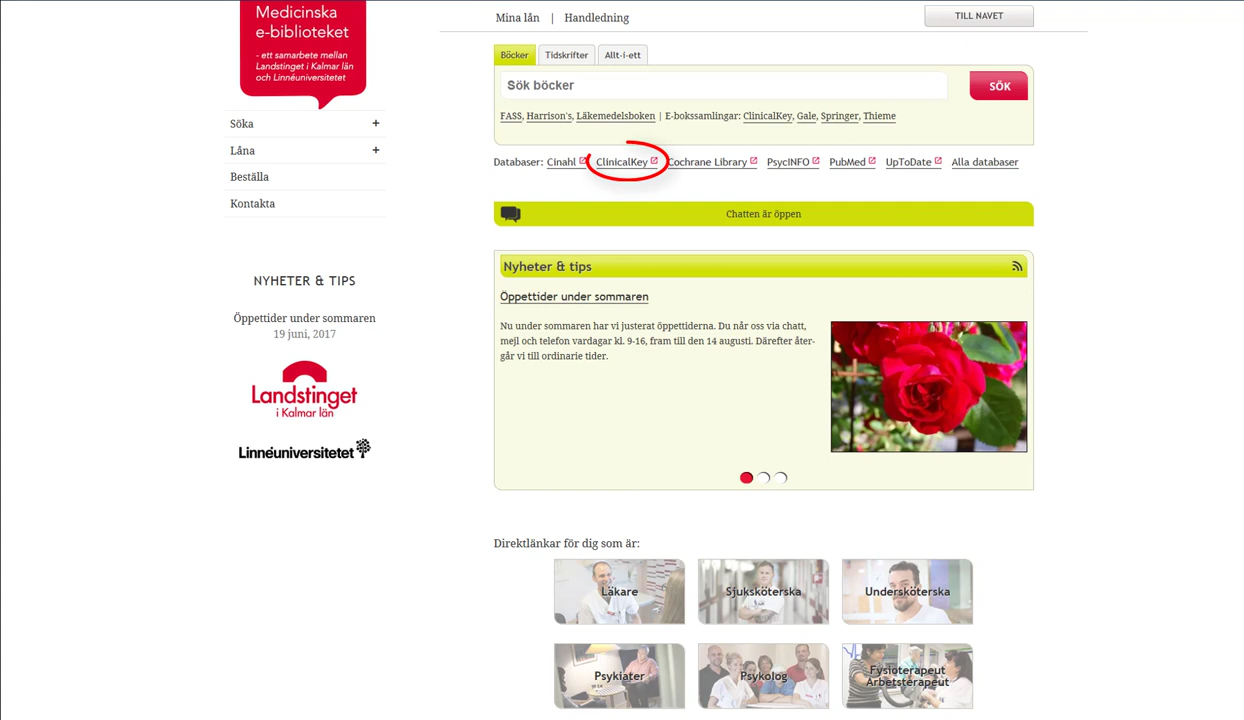 Medicinska
e-biblioteket
- ett samarbete mellan
Landstinget i Kalmar län
och Linnéuniversitetet
Söka +
Låna +
Beställa
Kontakta
NYHETER & TIPS
Öppettider under sommaren
19 juni, 2017
Landstinget
i Kalmar län
Linnéuniversitetet
Mina lån | Handledning
TILL NAVET
Böcker Tidskrifter Allt-i-ett
Sök böcker SÖK
FASS, Harrison's, Läkemedelsboken | E-bokssamlingar: ClinicalKey, Gale, Springer, Thieme
Databaser: Cinahl ClinicalKey Cochrane Library PsycINFO PubMed UpToDate Alla databaser
Chatten är öppen
Nyheter & tips
Öppettider under sommaren
Nu under sommaren har vi justerat öppettiderna. Du når oss via chatt,
mejl och telefon vardagar kl. 9-16, fram till den 14 augusti. Därefter åter-
går vi till ordinarie tider.
Direktlänkar för dig som är:
Läkare Sjuksköterska Undersköterska
Psykiater Psykolog Fysioterapeut
Arbetsterapeut